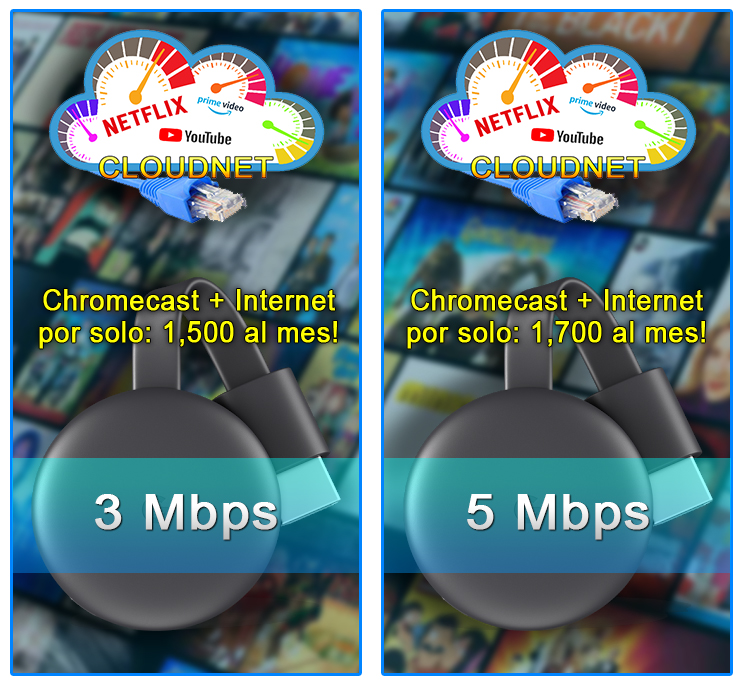 NETFLIX
prime video
YouTube
CLOUDNET
Chromecast + Internet
por solo: 1,500 al mes!
3 Mbps
NETFLIX
prime video
YouTube
CLOUDNET
Chromecast + Internet
por solo: 1,700 al mes!
5 Mbps